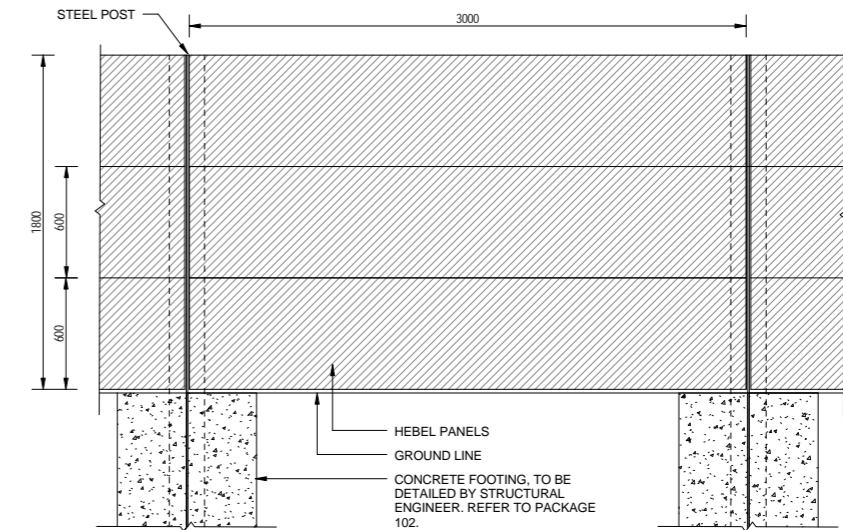 STEEL POST
3000
1800
600
600
HEBEL PANELS
GROUND LINE
CONCRETE FOOTING, TO BE
DETAILED BY STRUCTURAL
ENGINEER. REFER TO PACKAGE
102.